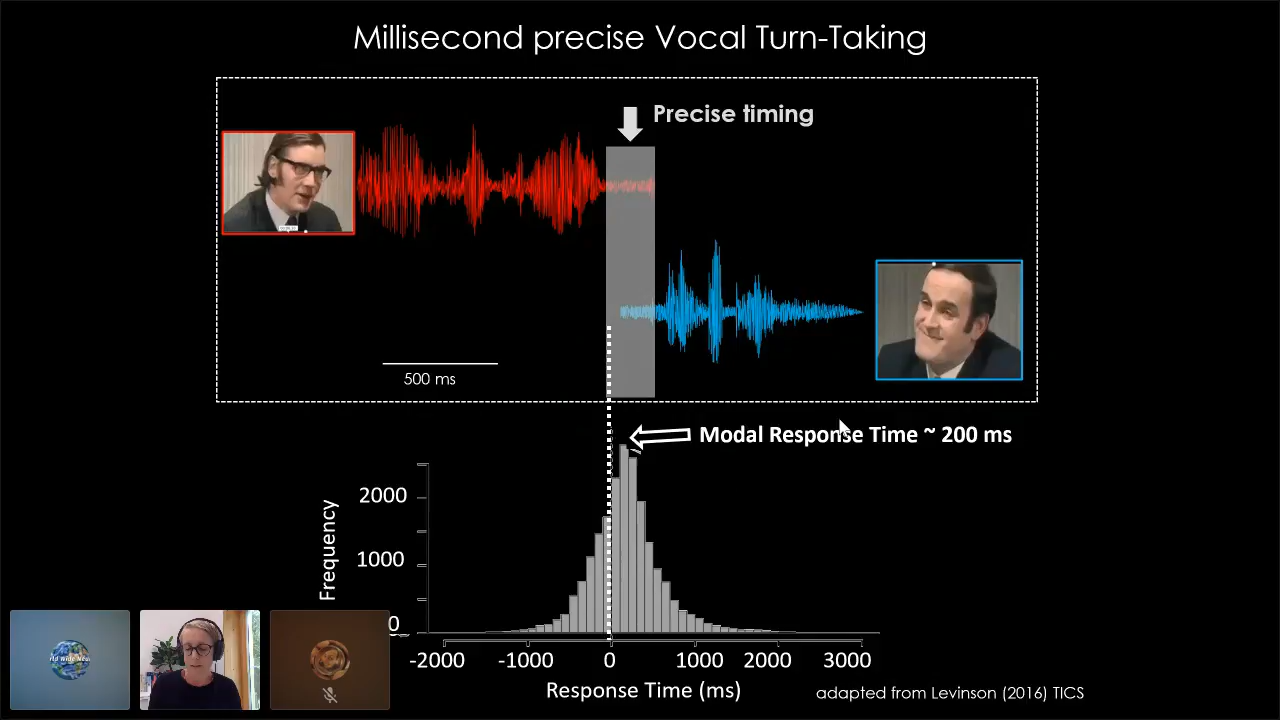 Millisecond precise Vocal Turn-Taking
Precise timing
500 ms
Modal Response Time ~ 200 ms
Frequency
2000
1000
0
-2000 -1000 0 1000 2000 3000
Response Time (ms)
adapted from Levinson (2016) TICS